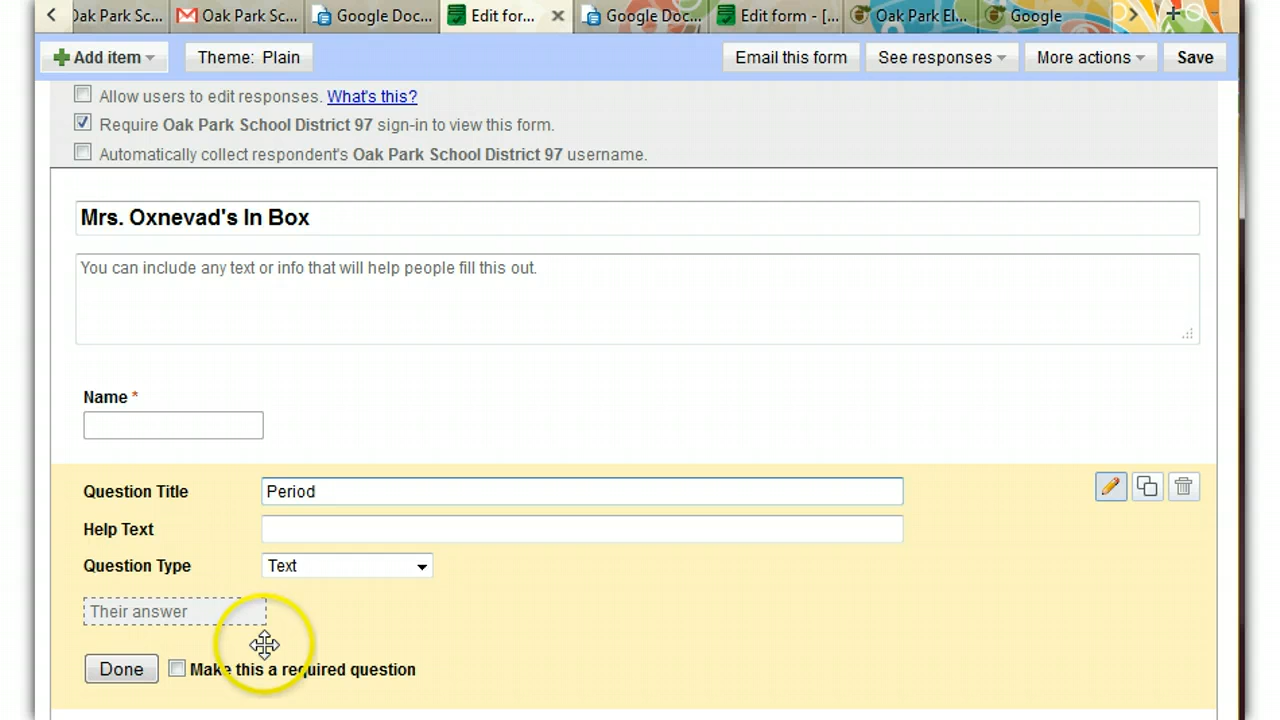 Oak Park Sc...
Oak Park Sc...
Google Doc...
Edit for...
Google Doc...
Edit form - [...
Oak Park El...
Google
Add item
Theme: Plain
Email this form
See responses
More actions
Save
Allow users to edit responses. What's this?
Require Oak Park School District 97 sign-in to view this form.
Automatically collect respondent's Oak Park School District 97 username.
Mrs. Oxnevad's In Box
You can include any text or info that will help people fill this out.
Name *
Question Title
Period
Help Text
Question Type
Text
Their answer
Done
Make this a required question